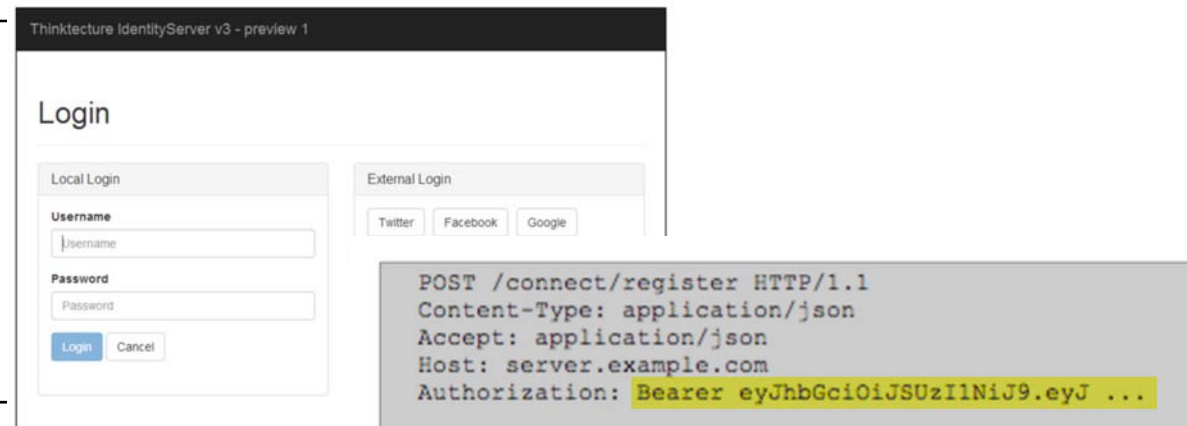 Thinktecture IdentityServer v3 - preview 1
Login
Local Login
Username
Username
Password
Password
Login Cancel
External Login
Twitter Facebook Google
POST /connect/register HTTP/1.1
Content-Type: application/json
Accept: application/json
Host: server.example.com
Authorization: Bearer eyJhbGciOiJSUzI1NiJ9.eyJ ...